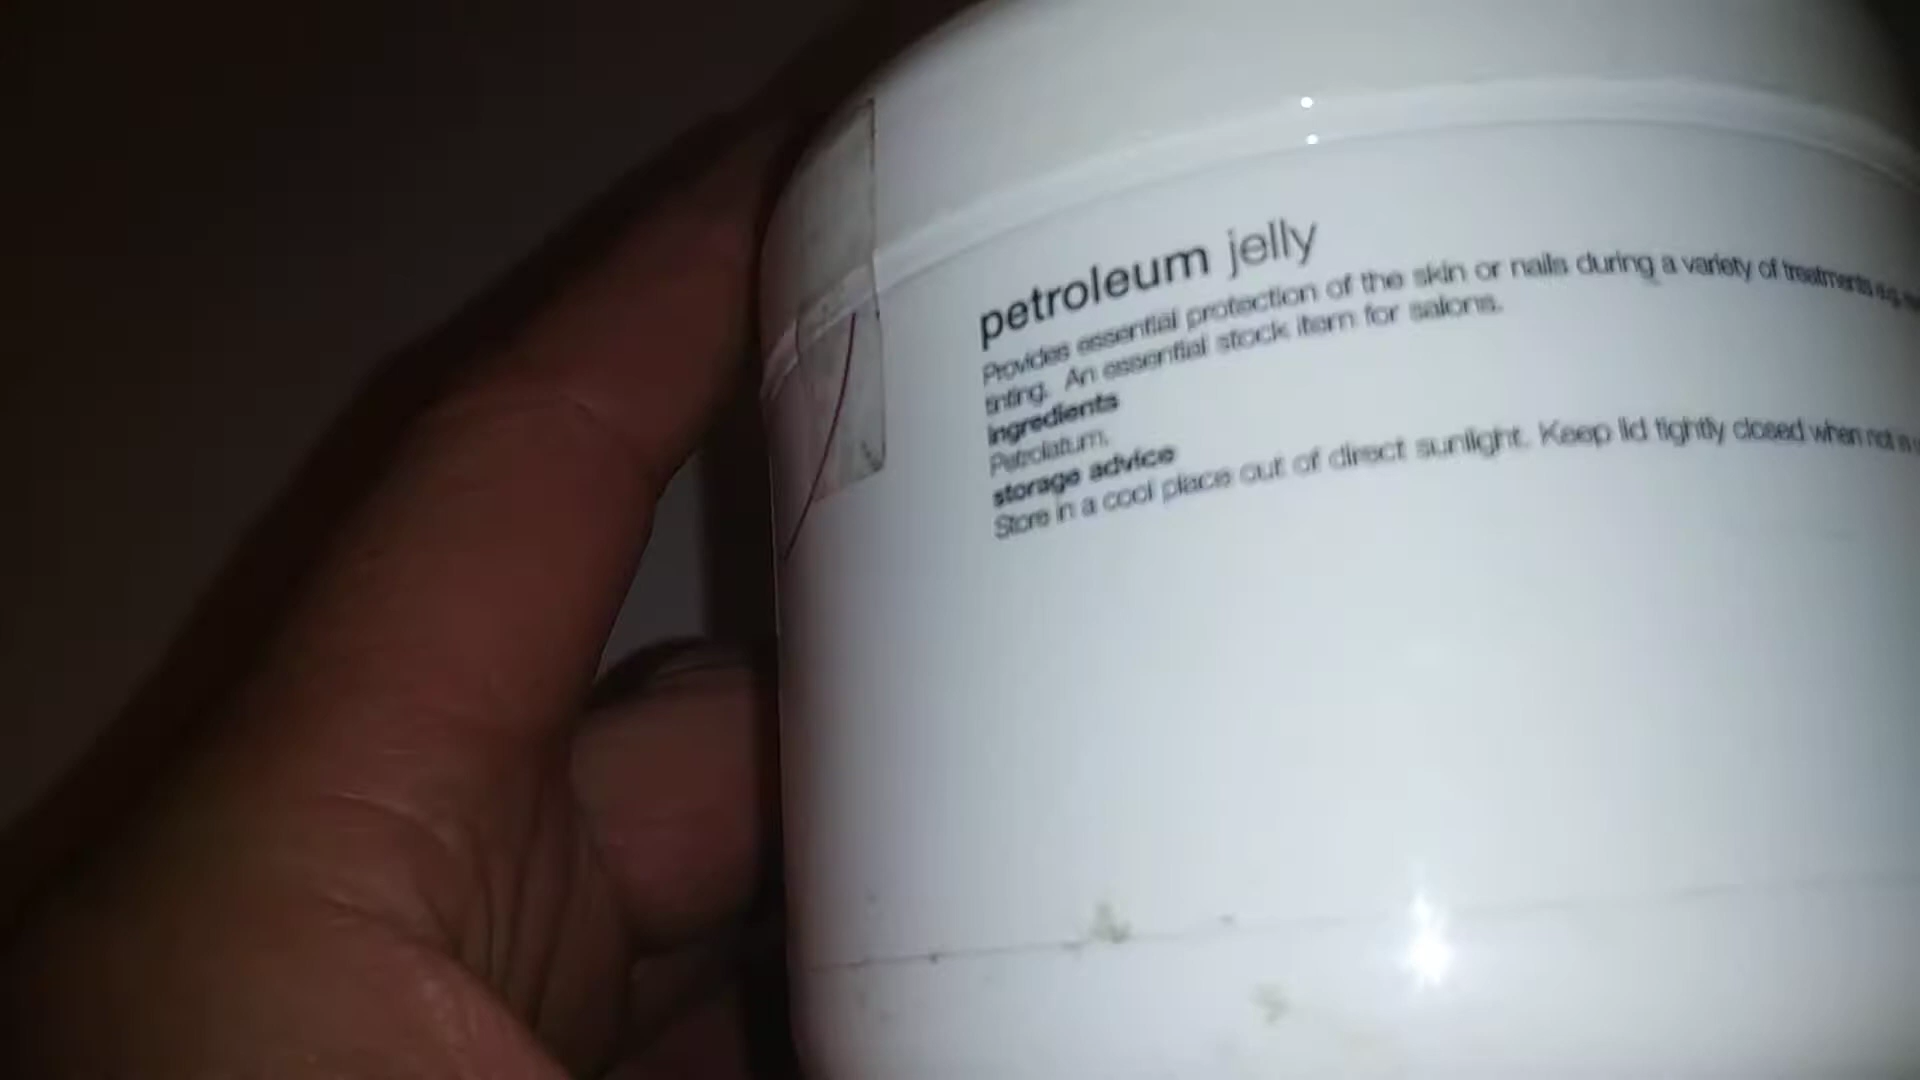 petroleum jelly
Provides essential protection of the skin or nails during a variety of treatments e.g.
tinting. An essential stock item for salons.
ingredients
Petrolatum.
storage advice
Store in a cool place out of direct sunlight. Keep lid tightly closed when not in